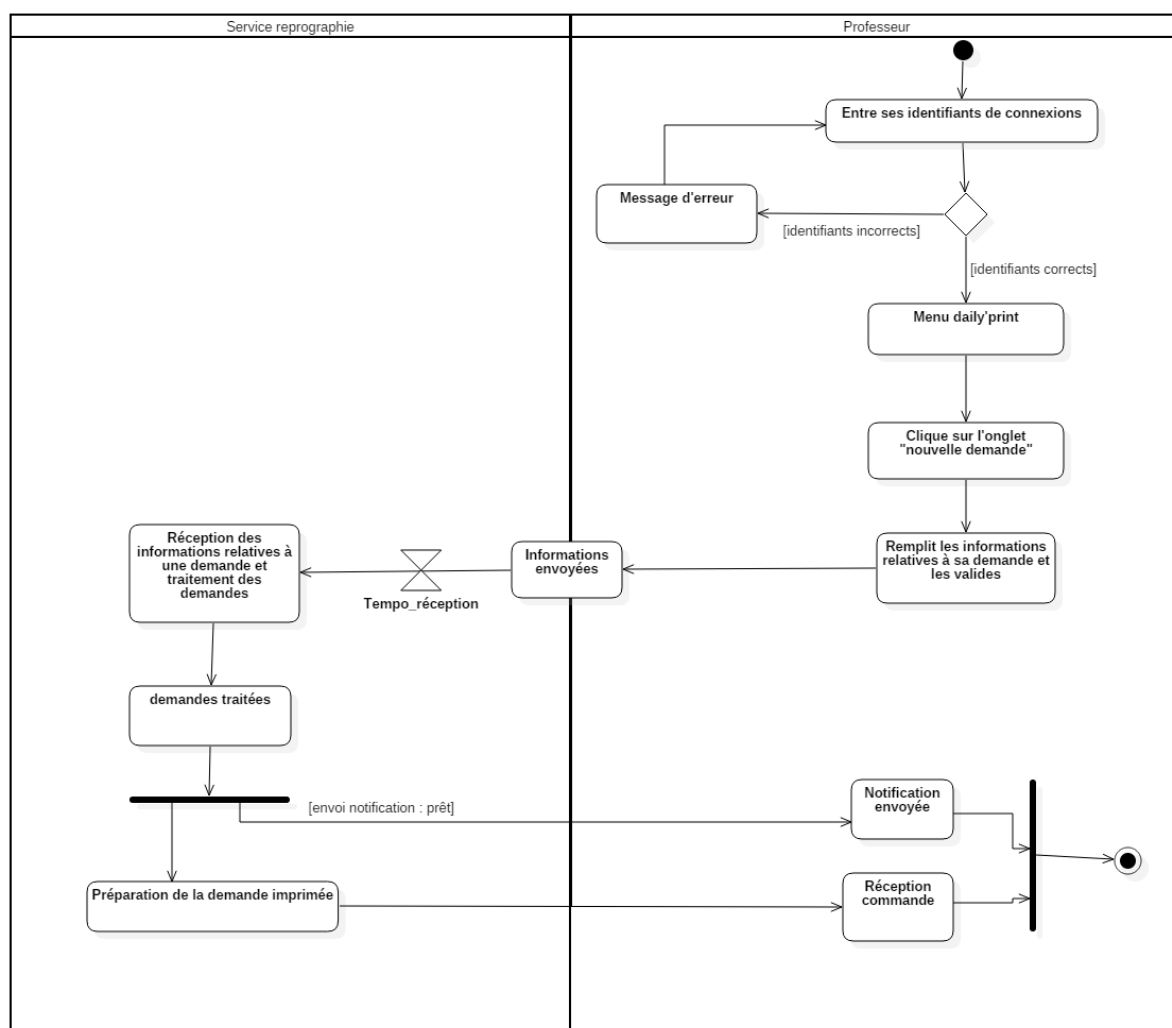 Service reprographie
Professeur
Entre ses identifiants de connexions
Message d'erreur
[identifiants incorrects]
[identifiants corrects]
Menu daily'print
Clique sur l'onglet
"nouvelle demande"
Remplit les informations
relatives à sa demande et
les valides
Informations
envoyées
Tempo_réception
Réception des
informations relatives à
une demande et
traitement des
demandes
demandes traitées
[envoi notification : prêt]
Notification
envoyée
Préparation de la demande imprimée
Réception
commande